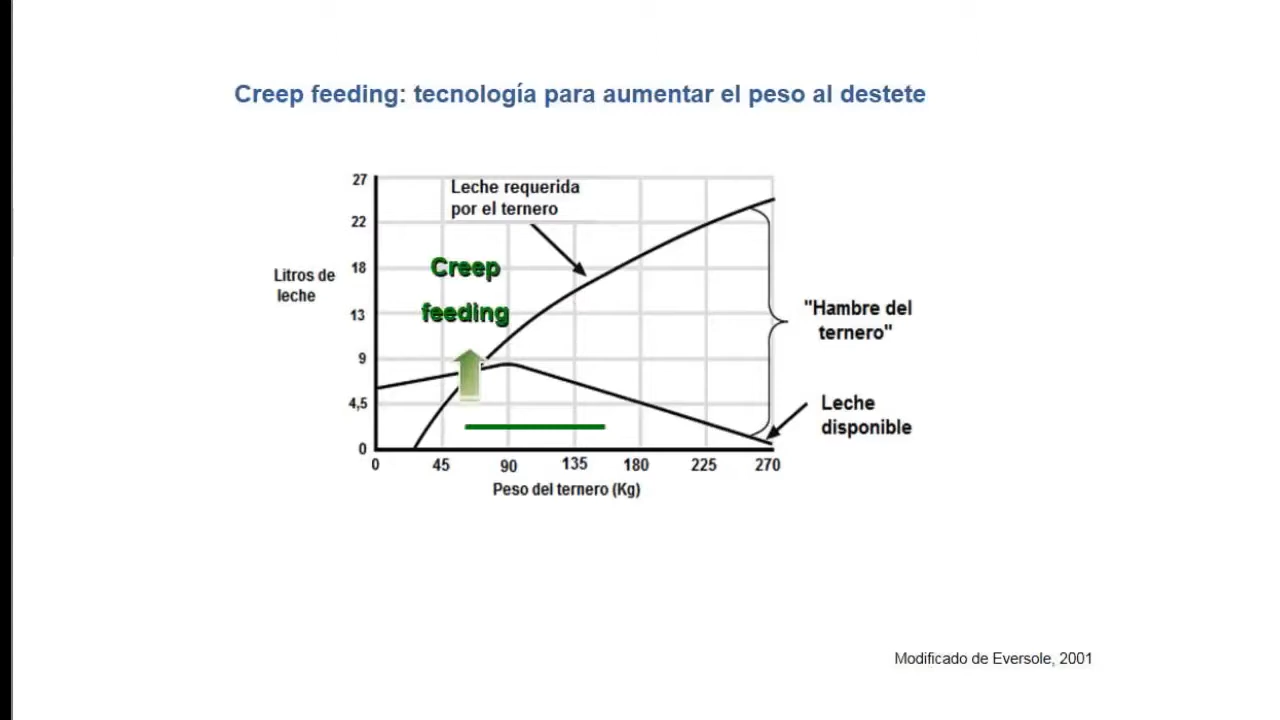 Creep feeding: tecnología para aumentar el peso al destete
27
Leche requerida
por el ternero
22
Creep
18
Litros de
leche
feeding
13
"Hambre del
ternero"
9
4,5
Leche
disponible
0
0 45 90 135 180 225 270
Peso del ternero (Kg)
Modificado de Eversole, 2001